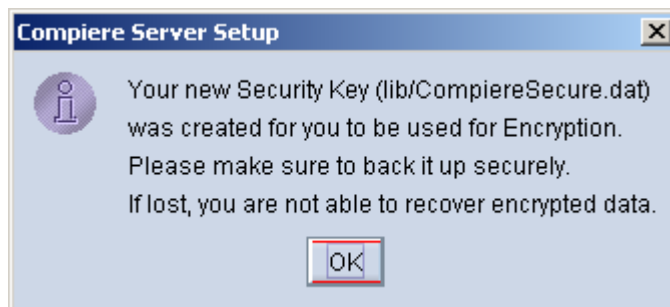 Compiere Server Setup
Your new Security Key (lib/CompiereSecure.dat)
was created for you to be used for Encryption.
Please make sure to back it up securely.
If lost, you are not able to recover encrypted data.
OK